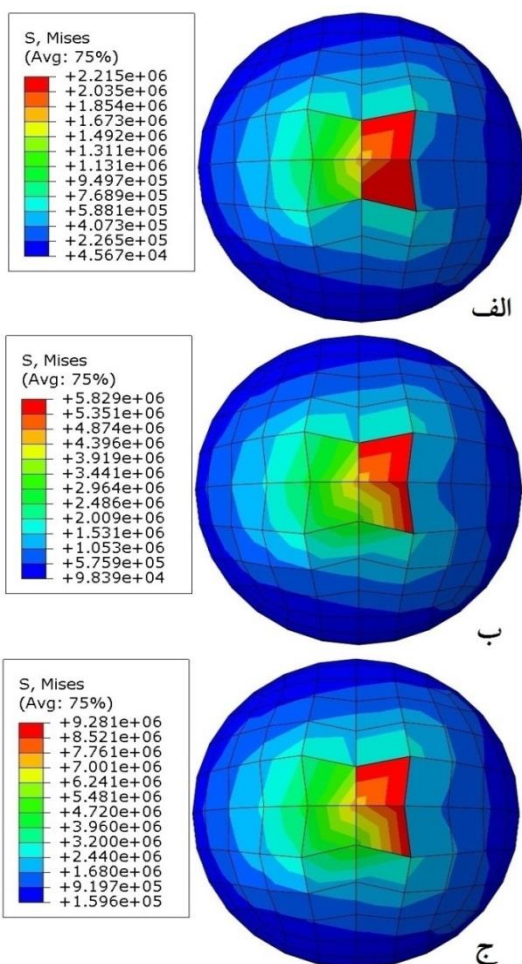 S, Mises
(Avg: 75%)
+2.215e+06
+2.035e+06
+1.854e+06
+1.673e+06
+1.492e+06
+1.311e+06
+1.131e+06
+9.497e+05
+7.689e+05
+5.881e+05
+4.073e+05
+2.265e+05
+4.567e+04
الف
S, Mises
(Avg: 75%)
+5.829e+06
+5.351e+06
+4.874e+06
+4.396e+06
+3.919e+06
+3.441e+06
+2.964e+06
+2.486e+06
+2.009e+06
+1.531e+06
+1.053e+06
+5.759e+05
+9.839e+04
ب
S, Mises
(Avg: 75%)
+9.281e+06
+8.521e+06
+7.761e+06
+7.001e+06
+6.241e+06
+5.481e+06
+4.720e+06
+3.960e+06
+3.200e+06
+2.440e+06
+1.680e+06
+9.197e+05
+1.596e+05
ج